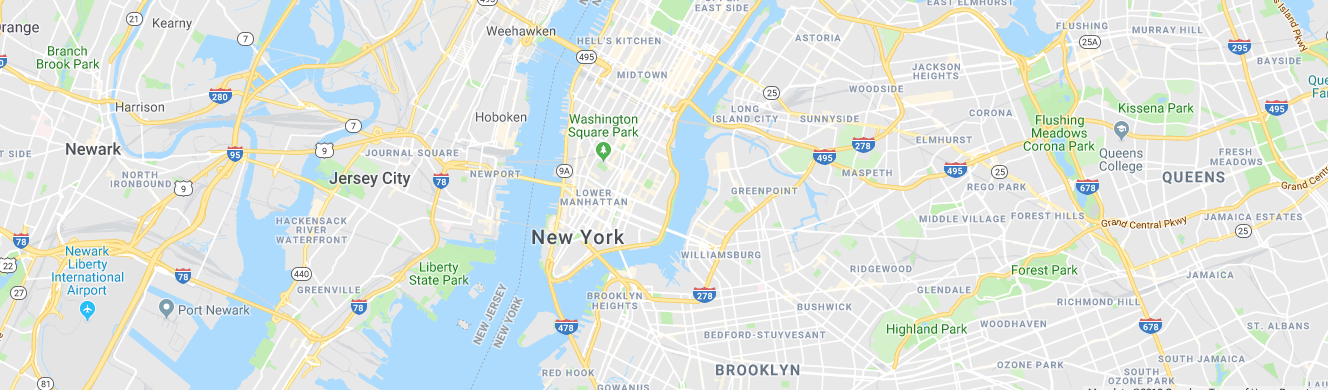 UPPER
EAST SIDE
EAST ELMHURST
Kearny
21
7
Weehawken
HELL'S KITCHEN
495
ASTORIA
FLUSHING
25A
MURRAY HILL
295
BAYSIDE
Branch
Brook Park
MIDTOWN
JACKSON
HEIGHTS
WOODSIDE
25
280
Harrison
Hoboken
Washington
Square Park
LONG
ISLAND CITY
SUNNYSIDE
CORONA
Kissena Park
495
Flushing
Meadows
Corona Park
7
9
95
Newark
JOURNAL SQUARE
278
495
MASPETH
ELMHURST
495
25
REGO PARK
Queens
College
FRESH
MEADOWS
QUEENS
NORTH
IRONBOUND
9
Jersey City
78
NEWPORT
9A
LOWER
MANHATTAN
GREENPOINT
678
Grand Central Pkwy
MIDDLE VILLAGE
FOREST HILLS
JAMAICA ESTATES
25
HACKENSACK
RIVER
WATERFRONT
New York
78
22
27
Newark
Liberty
International
Airport
78
440
GREENVILLE
78
Liberty
State Park
WILLIAMSBURG
RIDGEWOOD
Forest Park
JAMAICA
GLENDALE
RICHMOND HILL
Port Newark
NEW JERSEY
NEW YORK
BROOKLYN
HEIGHTS
278
BUSHWICK
478
BEDFORD-STUYVESANT
Highland Park
WOODHAVEN
678
ST. ALBANS
81
RED HOOK
GOWANUS
BROOKLYN
OZONE PARK
SOUTH JAMAICA
SOUTH
OZONE PARK